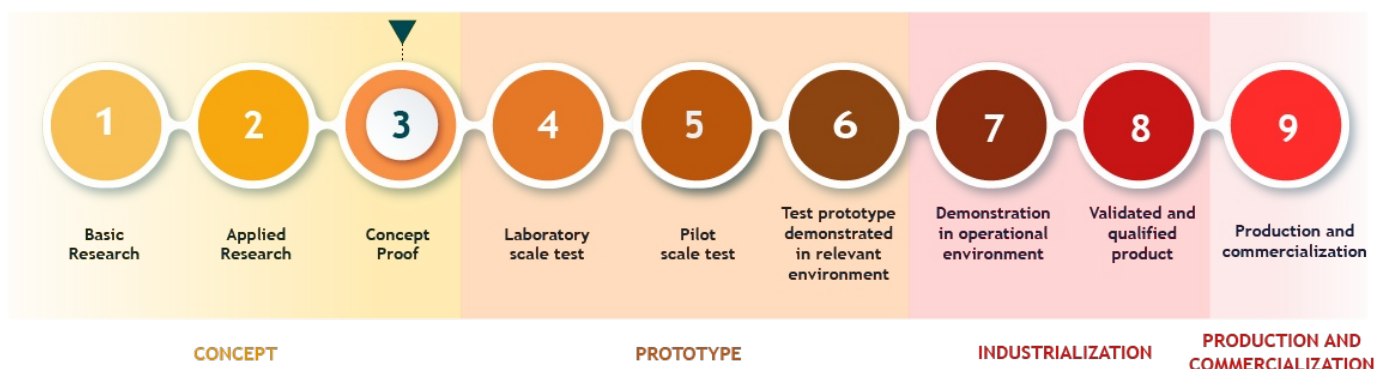 1
2
3
4
5
6
7
8
9
Basic
Research
Applied
Research
Concept
Proof
Laboratory
scale test
Pilot
scale test
Test prototype
demonstrated
in relevant
environment
Demonstration
in operational
environment
Validated and
qualified
product
Production and
commercialization
CONCEPT
PROTOTYPE
INDUSTRIALIZATION
PRODUCTION AND
COMMERCIALIZATION